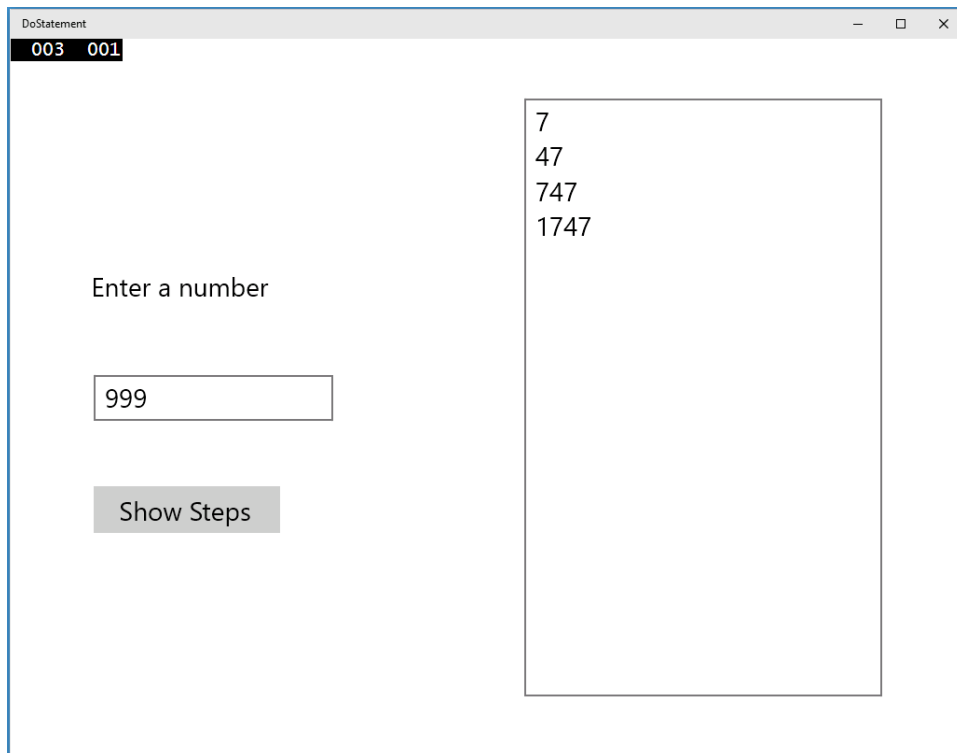 DoStatement
003 001
7
47
747
1747
Enter a number
999
Show Steps